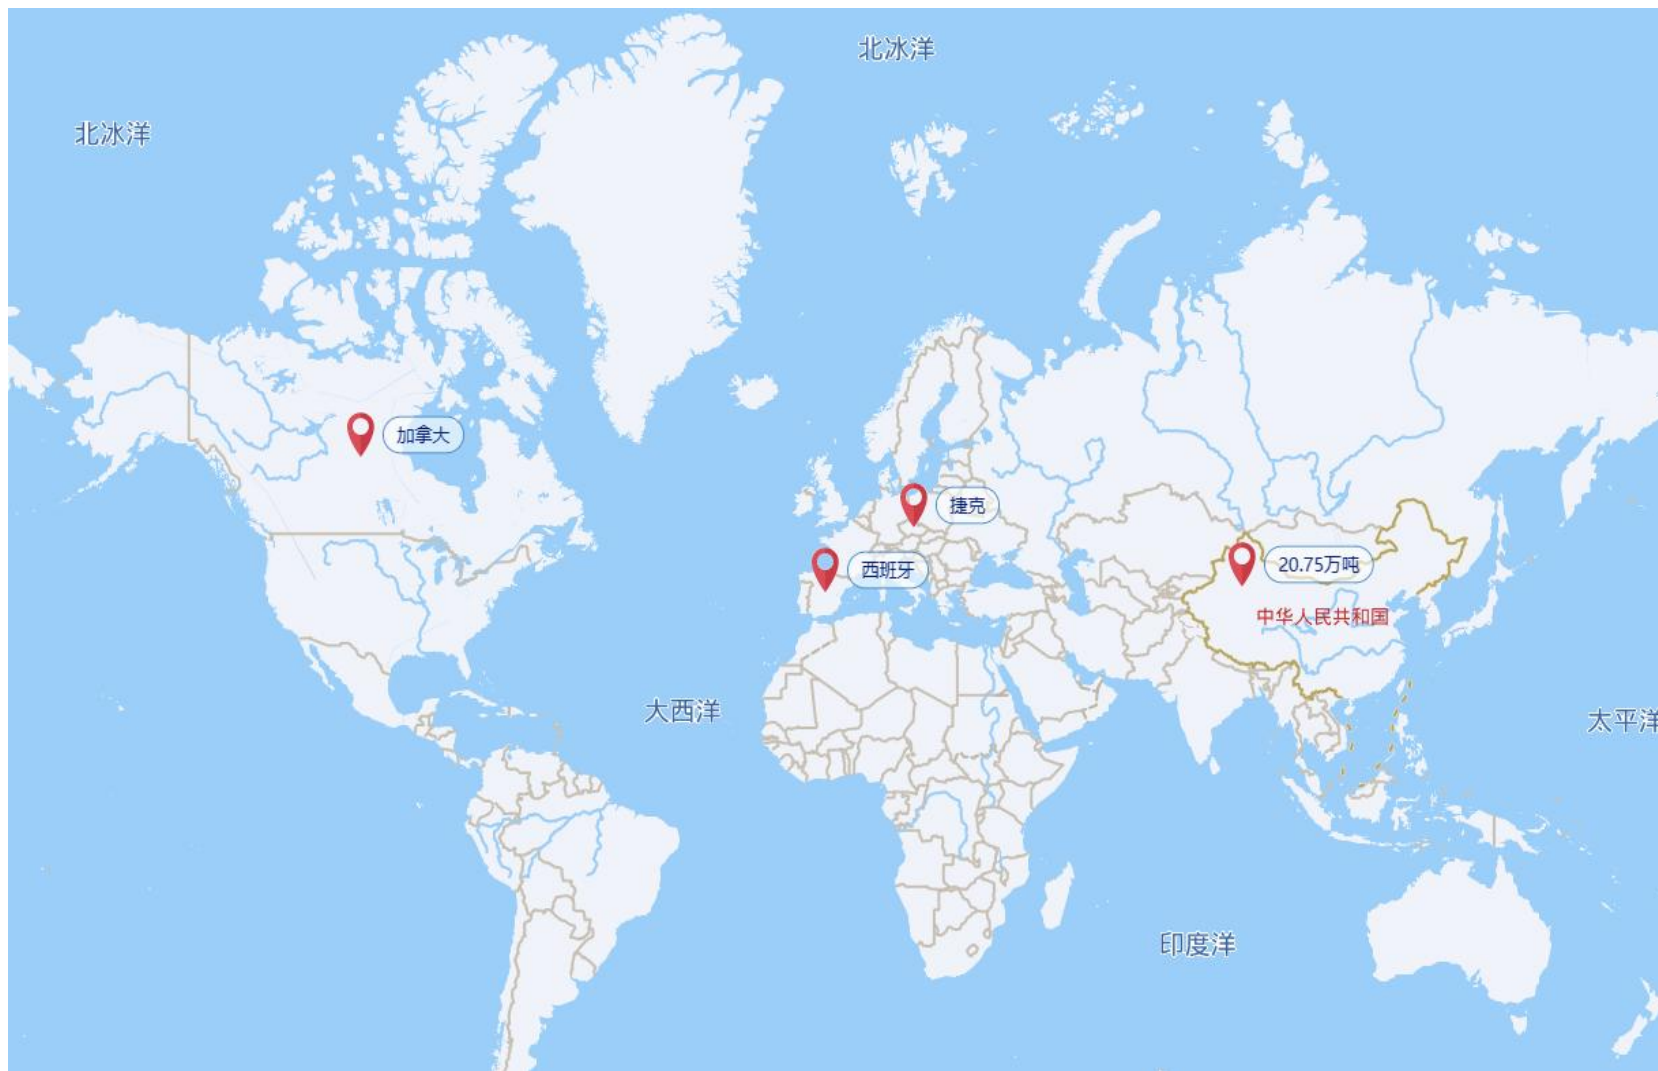 北冰洋
北冰洋
加拿大
捷克
西班牙
20.75万吨
中华人民共和国
大西洋
太平洋
印度洋